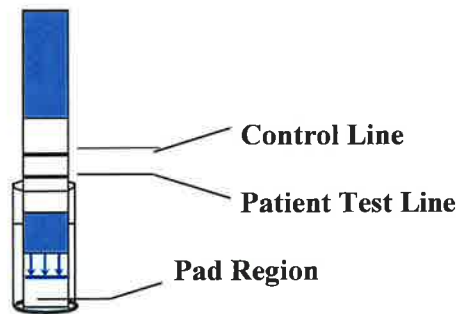 Control Line
Patient Test Line
Pad Region